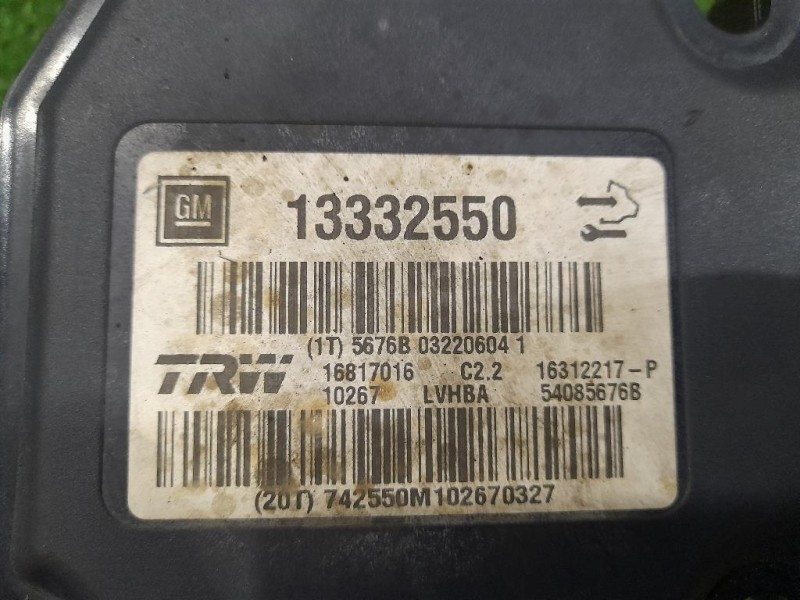 GM 13332550
(1T) 5676B 03220604 1
TRW 16817016 C2.2 16312217-P
10267 LVHBA 54085676B
(20T) 742550M102670327